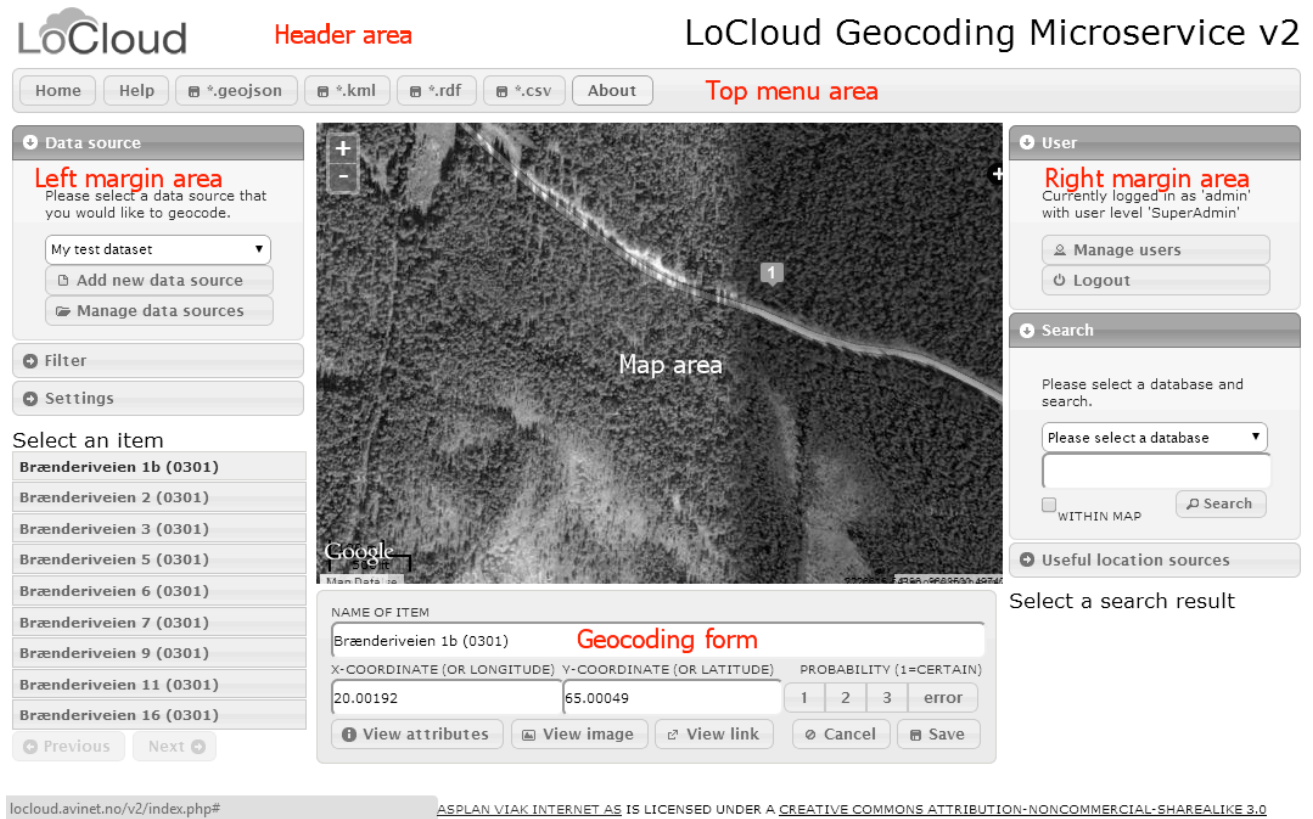 LoCloud
Header area
LoCloud Geocoding Microservice v2
Home
Help
*.geojson
*.kml
*.rdf
*.csv
About
Top menu area
Data source
Left margin area
Please select a data source that
you would like to geocode.
My test dataset
Add new data source
Manage data sources
Filter
Settings
Select an item
Brænderiveien 1b (0301)
Brænderiveien 2 (0301)
Brænderiveien 3 (0301)
Brænderiveien 5 (0301)
Brænderiveien 6 (0301)
Brænderiveien 7 (0301)
Brænderiveien 9 (0301)
Brænderiveien 11 (0301)
Brænderiveien 16 (0301)
Previous
Next
+
-
1
+
Map area
Google
500 ft
Map Data
NAME OF ITEM
Brænderiveien 1b (0301)
Geocoding form
X-COORDINATE (OR LONGITUDE)
Y-COORDINATE (OR LATITUDE)
PROBABILITY (1=CERTAIN)
20.00192
65.00049
1
2
3
error
View attributes
View image
View link
Cancel
Save
User
Right margin area
Currently logged in as 'admin'
with user level 'SuperAdmin'
Manage users
Logout
Search
Please select a database and
search.
Please select a database
WITHIN MAP
Search
Useful location sources
Select a search result
locloud.avinet.no/v2/index.php#
ASPLAN VIAK INTERNET AS IS LICENSED UNDER A CREATIVE COMMONS ATTRIBUTION-NONCOMMERCIAL-SHAREALIKE 3.0